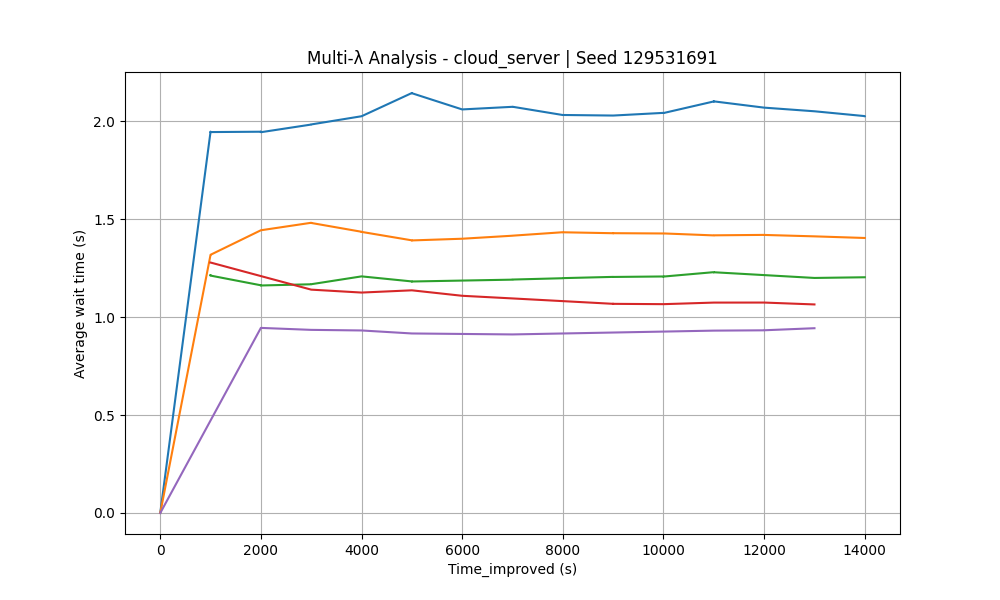 Multi-λ Analysis - cloud_server | Seed 129531691
Average wait time (s)
2.0
1.5
1.0
0.5
0.0
0 2000 4000 6000 8000 10000 12000 14000
Time_improved (s)